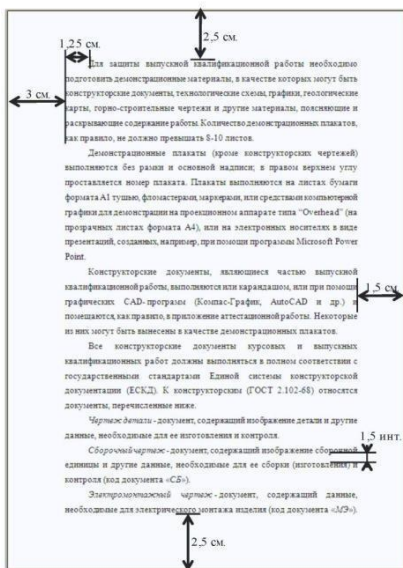 2,5 см.
1,25 см.
Для защиты выпускной квалификационной работы необходимо
подготовить демонстрационные материалы, в качестве которых могут быть
конструкторские документы, технологические схемы, графики, геологические
3 см.
карты, горно-строительные чертежи и другие материалы, поясняющие и
раскрывающие содержание работы. Количество демонстрационных плакатов,
как правило, не должно превышать 8-10 листов.
Демонстрационные плакаты (кроме конструкторских чертежей)
выполняются без рамки и основной надписи; в правом верхнем углу
проставляется номер плаката. Плакаты выполняются на листах бумаги
формата А1 тушью, фломастерами, маркерами, или средствами компьютерной
графики для демонстрации на проекционном аппарате типа “Overhead” (на
прозрачных листах формата А4), или на электронных носителях в виде
презентаций, созданных, например, при помощи программы Microsoft Power
Point.
Конструкторские документы, являющиеся частью выпускной
квалификационной работы, выполняются или карандашом, или при помощи
1,5 см.
графических CAD-программ (Компас-График, AutoCAD и др.) и
помещаются, как правило, в приложение аттестационной работы. Некоторые
из них могут быть вынесены в качестве демонстрационных плакатов.
Все конструкторские документы курсовых и выпускных
квалификационных работ должны выполняться в полном соответствии с
государственными стандартами Единой системы конструкторской
документации (ЕСКД). К конструкторским (ГОСТ 2.102-68) относятся
документы, перечисленные ниже.
Чертеж детали - документ, содержащий изображение детали и другие
данные, необходимые для ее изготовления и контроля.
1,5 инт.
Сборочный чертеж - документ, содержащий изображение сборочной
единицы и другие данные, необходимые для ее сборки (изготовления) и
контроля (код документа «СБ»).
Электромонтажный чертеж - документ, содержащий данные,
необходимые для электрического монтажа изделия (код документа «МЭ»).
2,5 см.